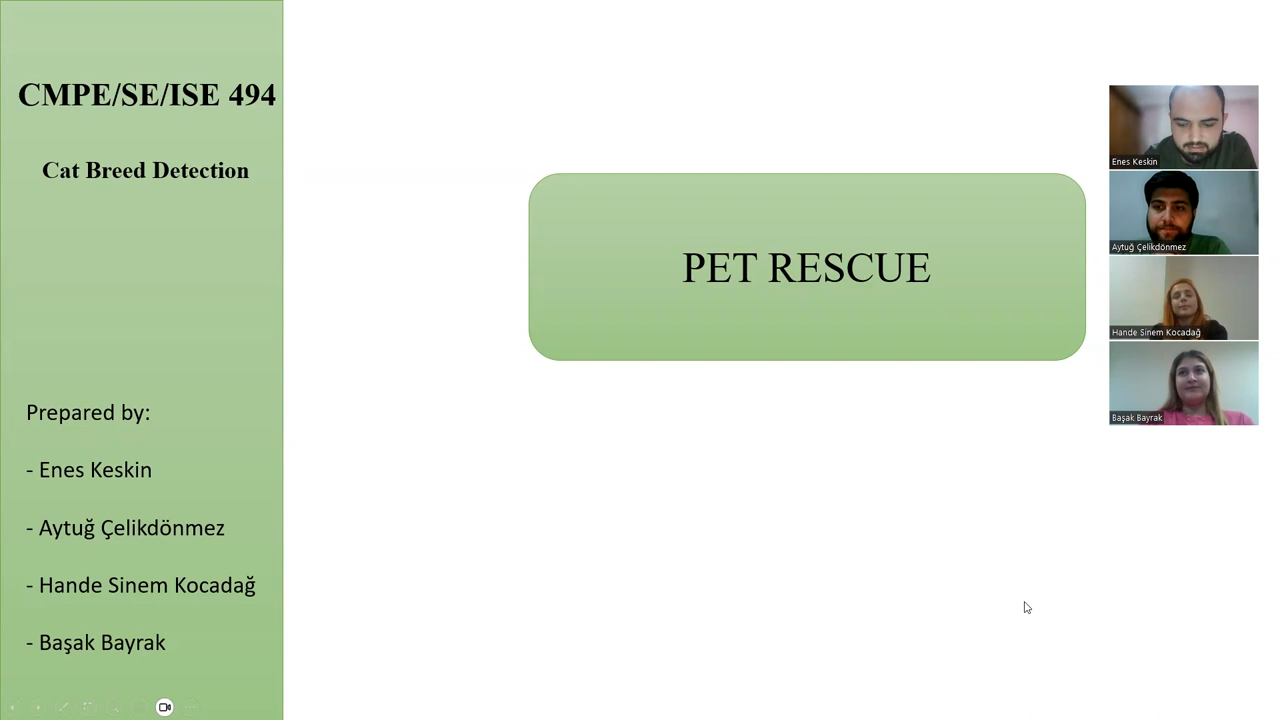 CMPE/SE/ISE 494
Cat Breed Detection
Prepared by:
- Enes Keskin
- Aytuğ Çelikdönmez
- Hande Sinem Kocadağ
- Başak Bayrak
PET RESCUE
Enes Keskin
Aytuğ Çelikdönmez
Hande Sinem Kocadağ
Başak Bayrak